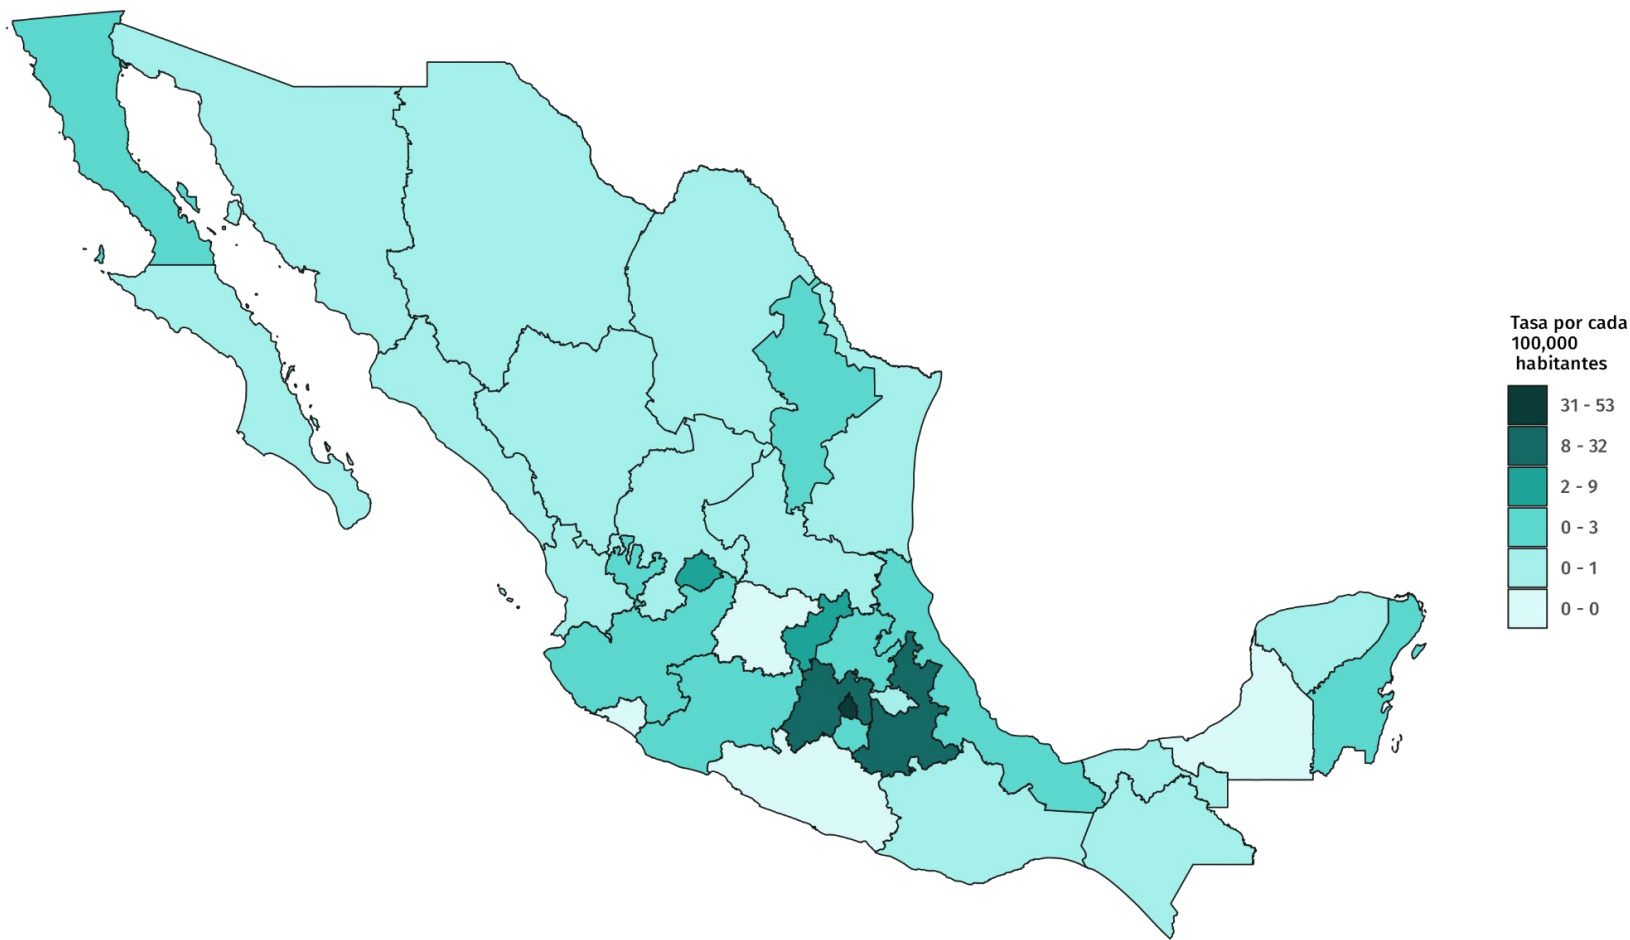 Tasa por cada
100,000
habitantes
31 - 53
8 - 32
2 - 9
0 - 3
0 - 1
0 - 0